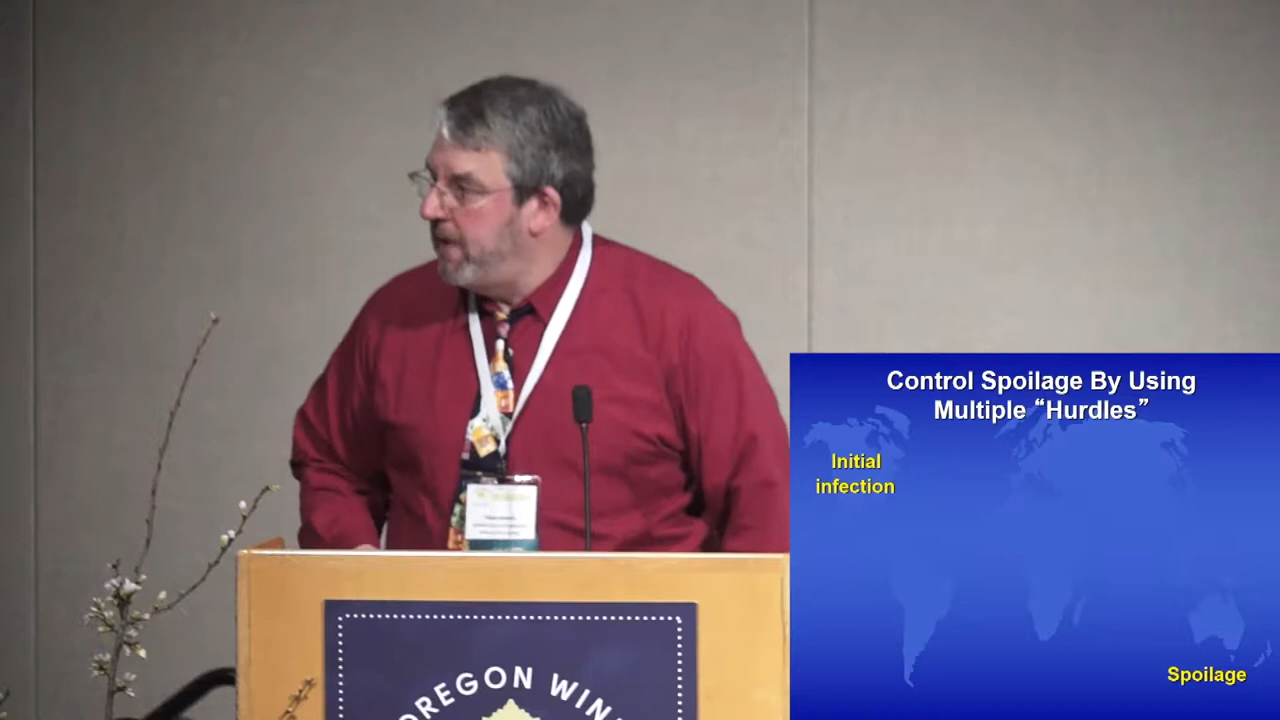 Control Spoilage By Using
Multiple “Hurdles”
Initial
infection
Spoilage
OREGON WIN